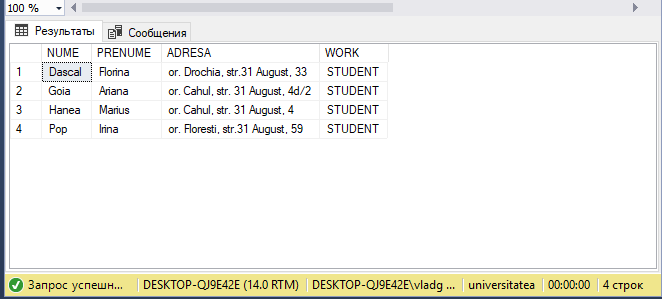 100 %
Результаты Сообщения
NUME PRENUME ADRESA WORK
1 Dascal Florina or. Drochia, str.31 August, 33 STUDENT
2 Goia Ariana or. Cahul, str.31 August, 4d/2 STUDENT
3 Hanea Marius or. Cahul, str.31 August, 4 STUDENT
4 Pop Irina or. Floresti, str.31 August, 59 STUDENT
Запрос успешн... DESKTOP-QJ9E42E (14.0 RTM) DESKTOP-QJ9E42E\vladg ... universitatea 00:00:00 4 строк